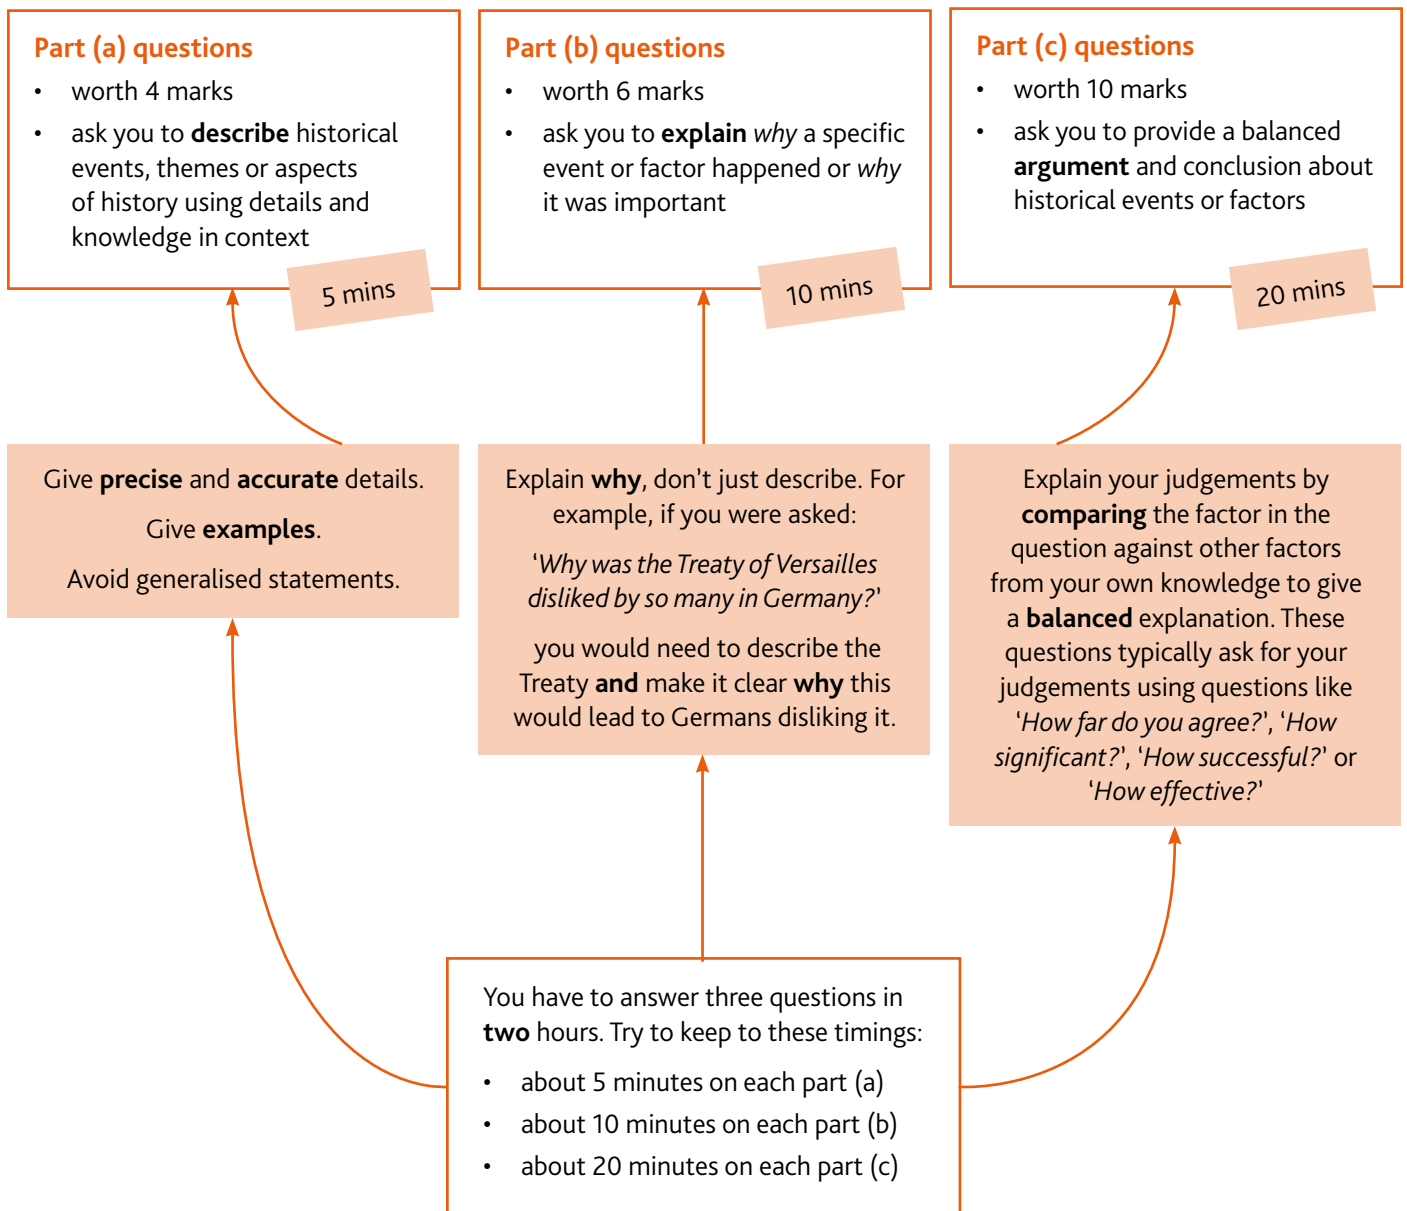 Part (a) questions
• worth 4 marks
• ask you to describe historical
events, themes or aspects
of history using details and
knowledge in context
5 mins
Part (b) questions
• worth 6 marks
• ask you to explain why a specific
event or factor happened or why
it was important
10 mins
Part (c) questions
• worth 10 marks
• ask you to provide a balanced
argument and conclusion about
historical events or factors
20 mins
Give precise and accurate details.
Give examples.
Avoid generalised statements.
Explain why, don't just describe. For
example, if you were asked:
‘Why was the Treaty of Versailles
disliked by so many in Germany?’
you would need to describe the
Treaty and make it clear why this
would lead to Germans disliking it.
Explain your judgements by
comparing the factor in the
question against other factors
from your own knowledge to give
a balanced explanation. These
questions typically ask for your
judgements using questions like
‘How far do you agree?’, ‘How
significant?’, ‘How successful?’ or
‘How effective?’
You have to answer three questions in
two hours. Try to keep to these timings:
• about 5 minutes on each part (a)
• about 10 minutes on each part (b)
• about 20 minutes on each part (c)